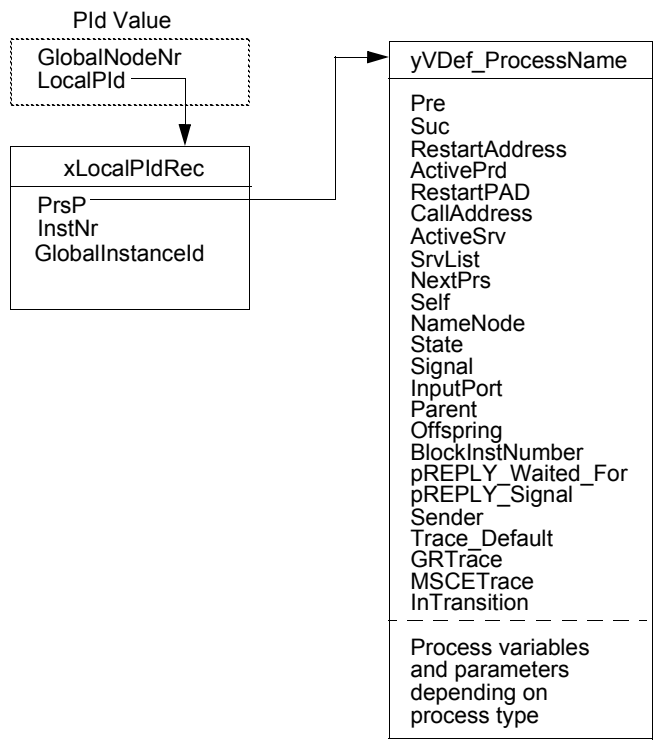 PId Value
GlobalNodeNr
LocalPId
xLocalPIdRec
PrsP
InstNr
GlobalInstanceId
yVDef_ProcessName
Pre
Suc
RestartAddress
ActivePrd
RestartPAD
CallAddress
ActiveSrv
SrvList
NextPrs
Self
NameNode
State
Signal
InputPort
Parent
Offspring
BlockInstNumber
pREPLY_Waited_For
pREPLY_Signal
Sender
Trace_Default
GRTrace
MSCETrace
InTransition
Process variables
and parameters
depending on
process type